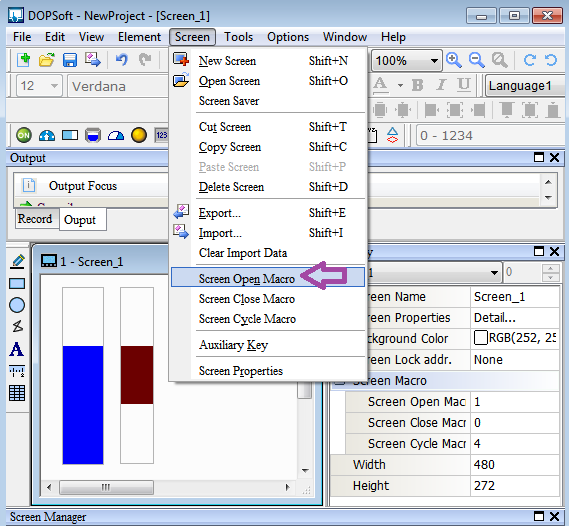 DOPSoft - NewProject - [Screen_1]
File Edit View Element Screen Tools Options Window Help
New Screen Shift+N
Open Screen Shift+O
Screen Saver
Cut Screen Shift+T
Copy Screen Shift+C
Paste Screen Shift+P
Delete Screen Shift+D
Export... Shift+E
Import... Shift+I
Clear Import Data
Screen Open Macro
Screen Close Macro
Screen Cycle Macro
Auxiliary Key
Screen Properties
100%
12 Verdana
A B I U Language1
ON 123
0 - 1234
Output
Output Focus
Record Ouput
1 - Screen_1
A
y
1 0
reen Name Screen_1
reen Properties Detail...
ackground Color RGB(252, 25
reen Lock addr. None
Screen Macro
Screen Open Mac 1
Screen Close Mac 0
Screen Cycle Macr 4
Width 480
Height 272
Screen Manager